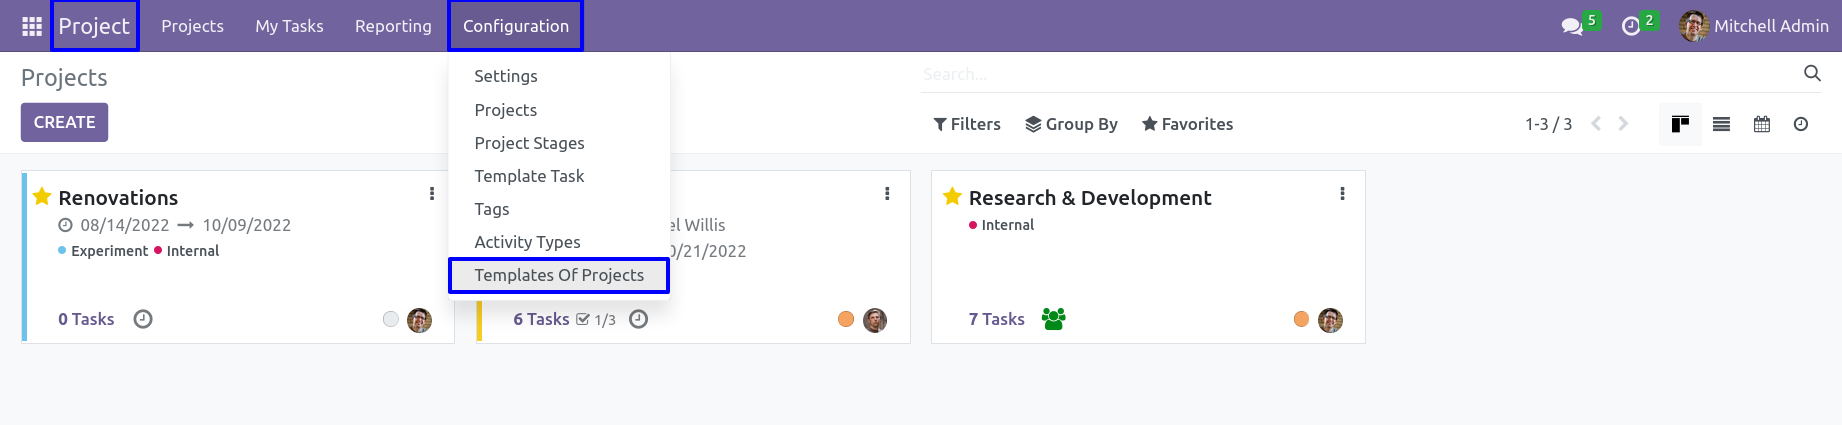 Project Projects My Tasks Reporting Configuration 5 2 Mitchell Admin
Projects
Search...
CREATE
Filters Group By Favorites 1-3 / 3
Settings
Projects
Project Stages
Template Task
Tags
Activity Types
Templates Of Projects
Renovations
08/14/2022 10/09/2022
Experiment Internal
0 Tasks
Willis
/21/2022
6 Tasks 1/3
Research & Development
Internal
7 Tasks